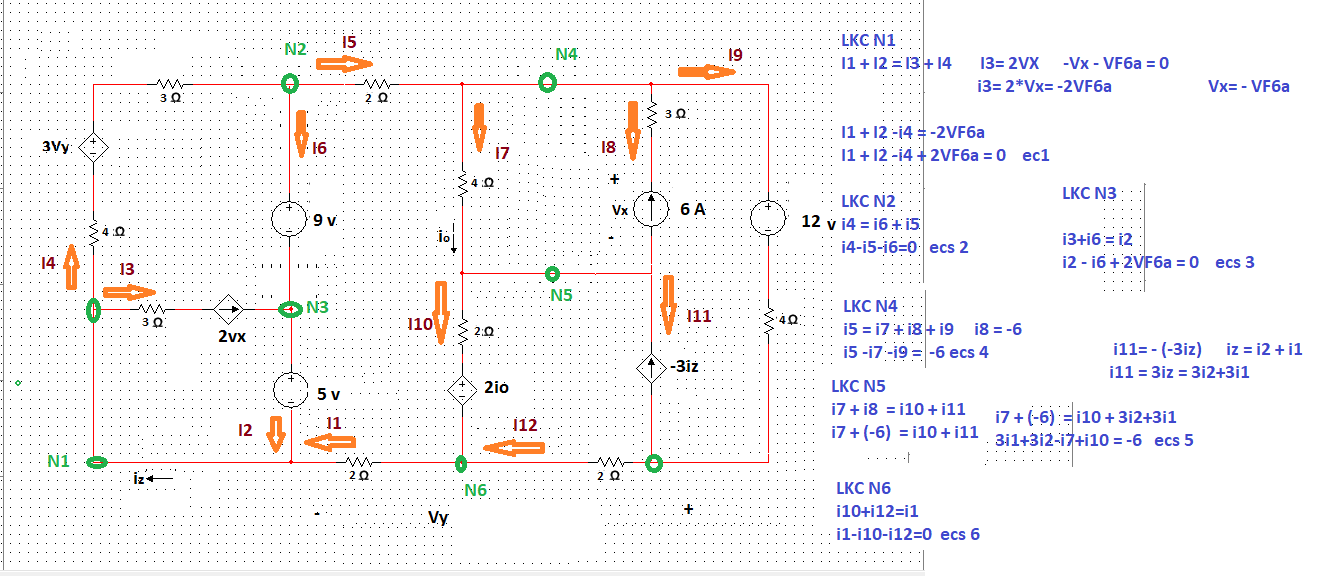 N2
I5
N4
I9
3 Ω
2 Ω
3 Ω
3Vy
I6
I7
I8
4 Ω
+
Vx
6 A
-
9 v
12 v
4 Ω
io
I4
I3
N3
N5
3 Ω
2vx
I10
2Ω
I11
4Ω
-3iz
5 v
2io
I2
I1
I12
N1
2 Ω
2 Ω
iz
N6
-
Vy
+
LKC N1
I1 + I2 = I3 + I4 I3= 2VX -Vx - VF6a = 0
i3= 2*Vx= -2VF6a Vx= - VF6a
I1 + I2 -i4 = -2VF6a
I1 + I2 -i4 + 2VF6a = 0 ec1
LKC N2
i4 = i6 + i5
i4-i5-i6=0 ecs 2
LKC N3
i3+i6 = i2
i2 - i6 + 2VF6a = 0 ecs 3
LKC N4
i5 = i7 + i8 + i9 i8 = -6
i5 -i7 -i9 = -6 ecs 4
i11= - (-3iz) iz = i2 + i1
i11 = 3iz = 3i2+3i1
LKC N5
i7 + i8 = i10 + i11
i7 + (-6) = i10 + i11
i7 + (-6) = i10 + 3i2+3i1
3i1+3i2-i7+i10 = -6 ecs 5
LKC N6
i10+i12=i1
i1-i10-i12=0 ecs 6